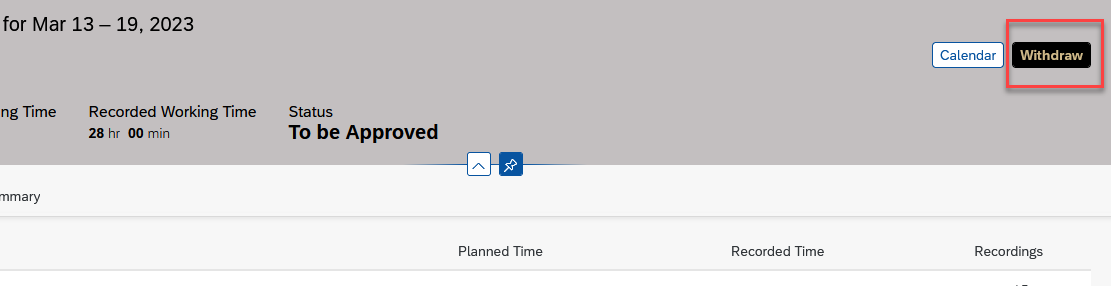 for Mar 13 – 19, 2023
Calendar
Withdraw
ng Time
Recorded Working Time
Status
28 hr 00 min
To be Approved
mmary
Planned Time
Recorded Time
Recordings